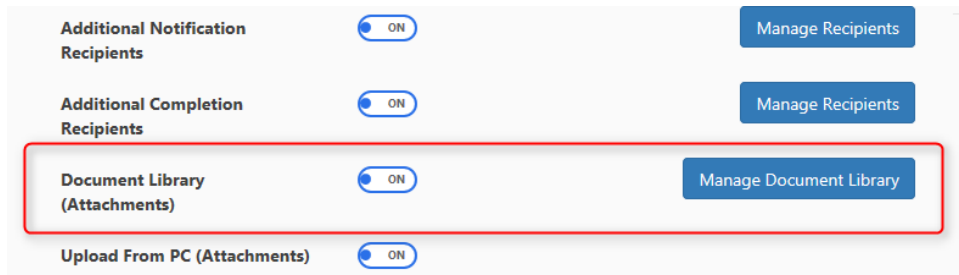 Additional Notification
Recipients
ON
Manage Recipients
Additional Completion
Recipients
ON
Manage Recipients
Document Library
(Attachments)
ON
Manage Document Library
Upload From PC (Attachments)
ON